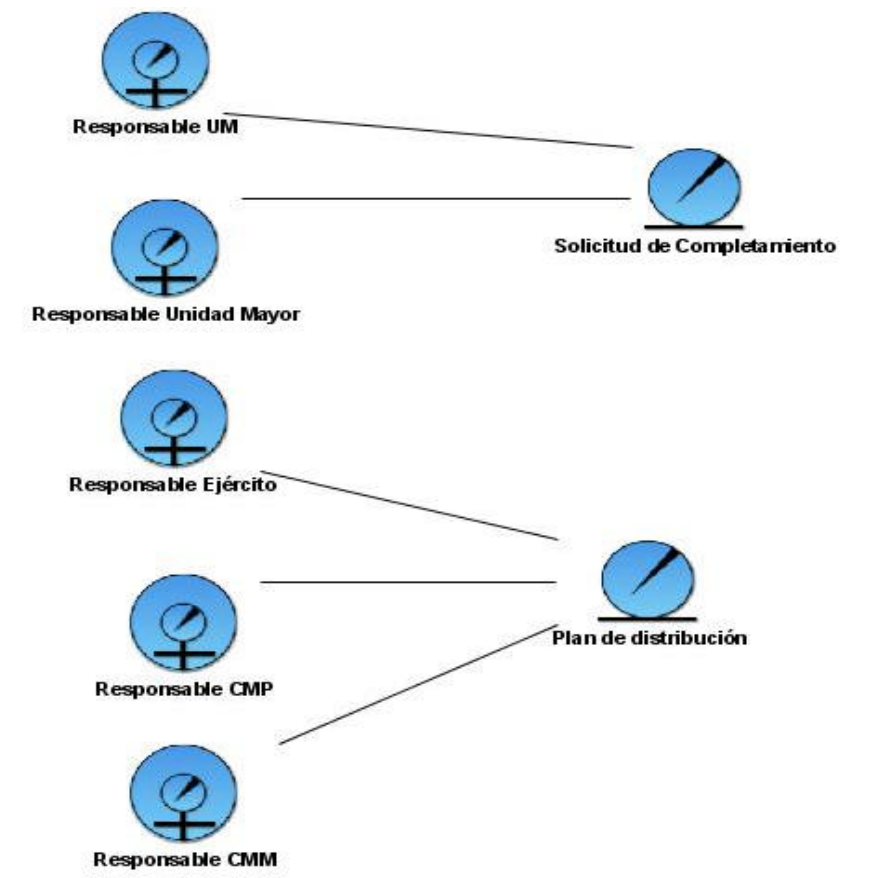 Responsable UM
Solicitud de Completamiento
Responsable Unidad Mayor
Responsable Ejército
Plan de distribución
Responsable CMP
Responsable CMM